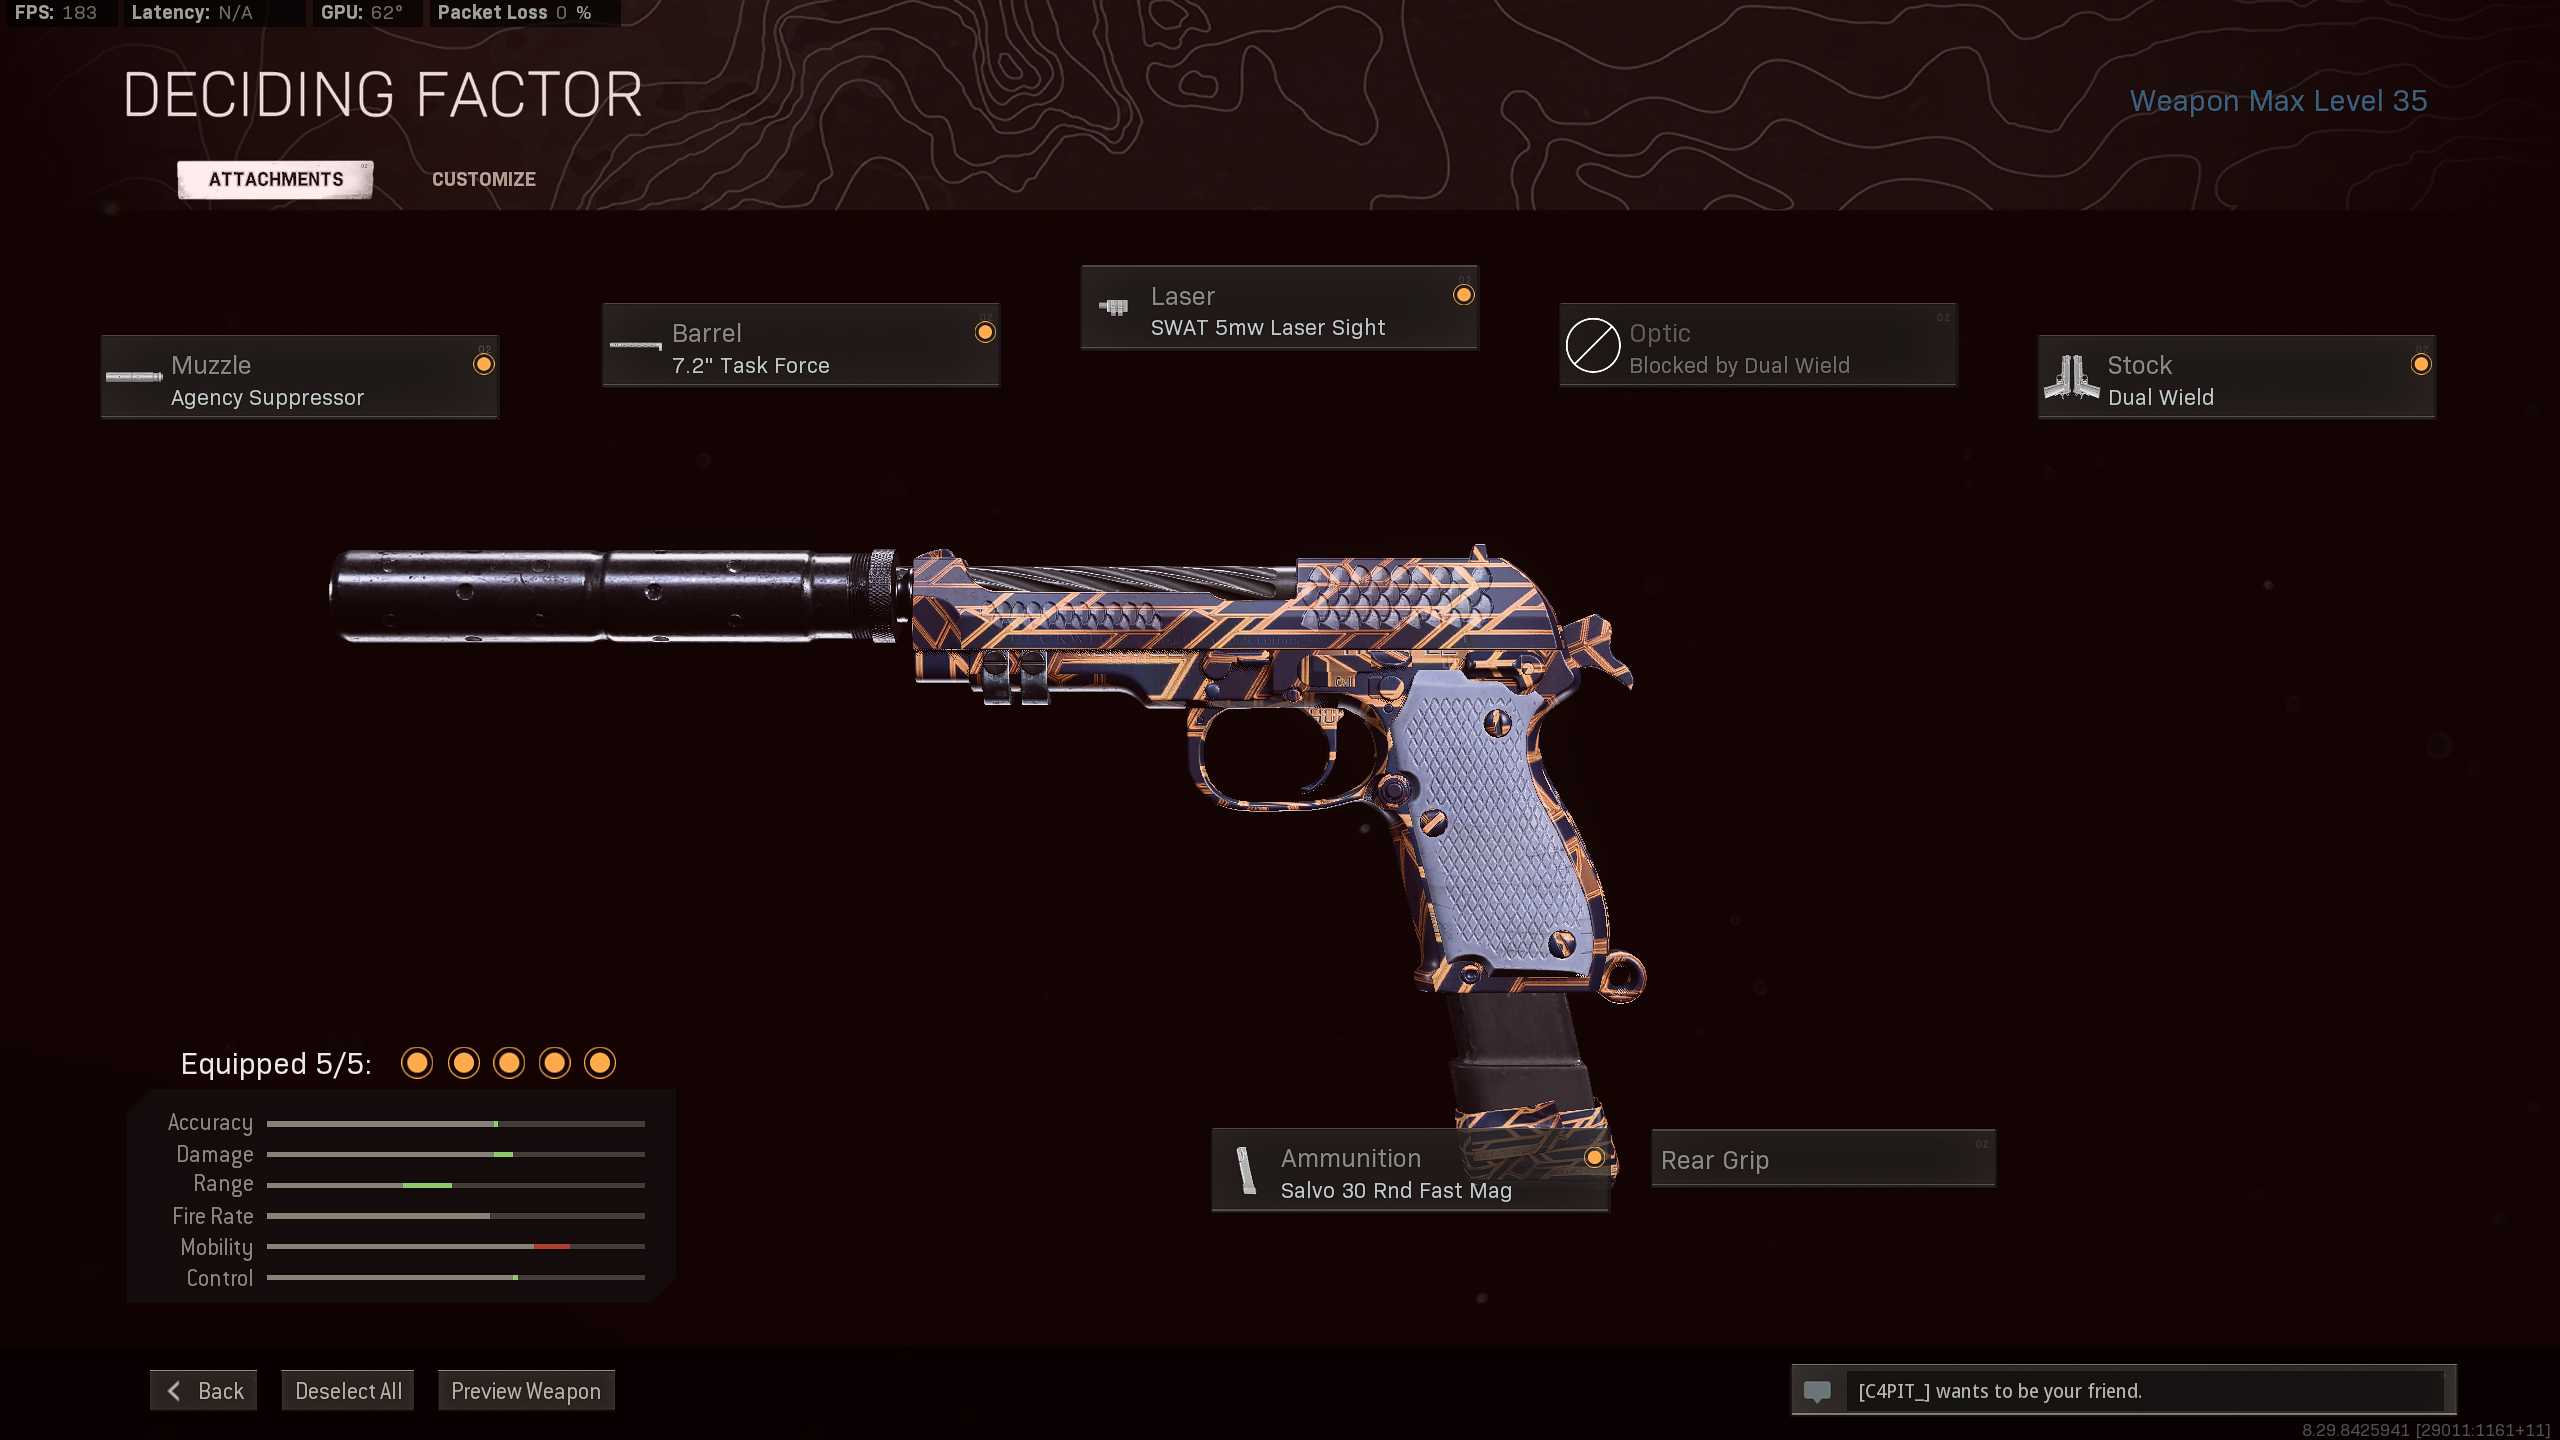 FPS: 183 Latency: N/A GPU: 62° Packet Loss 0 %
DECIDING FACTOR
Weapon Max Level 35
ATTACHMENTS
CUSTOMIZE
Laser
SWAT 5mw Laser Sight
Barrel
7.2" Task Force
Optic
Blocked by Dual Wield
Muzzle
Agency Suppressor
Stock
Dual Wield
Equipped 5/5:
Accuracy
Damage
Range
Fire Rate
Mobility
Control
Ammunition
Salvo 30 Rnd Fast Mag
Rear Grip
Back
Deselect All
Preview Weapon
[C4PIT_] wants to be your friend.
8.29.8425941 [29011:1161+11]